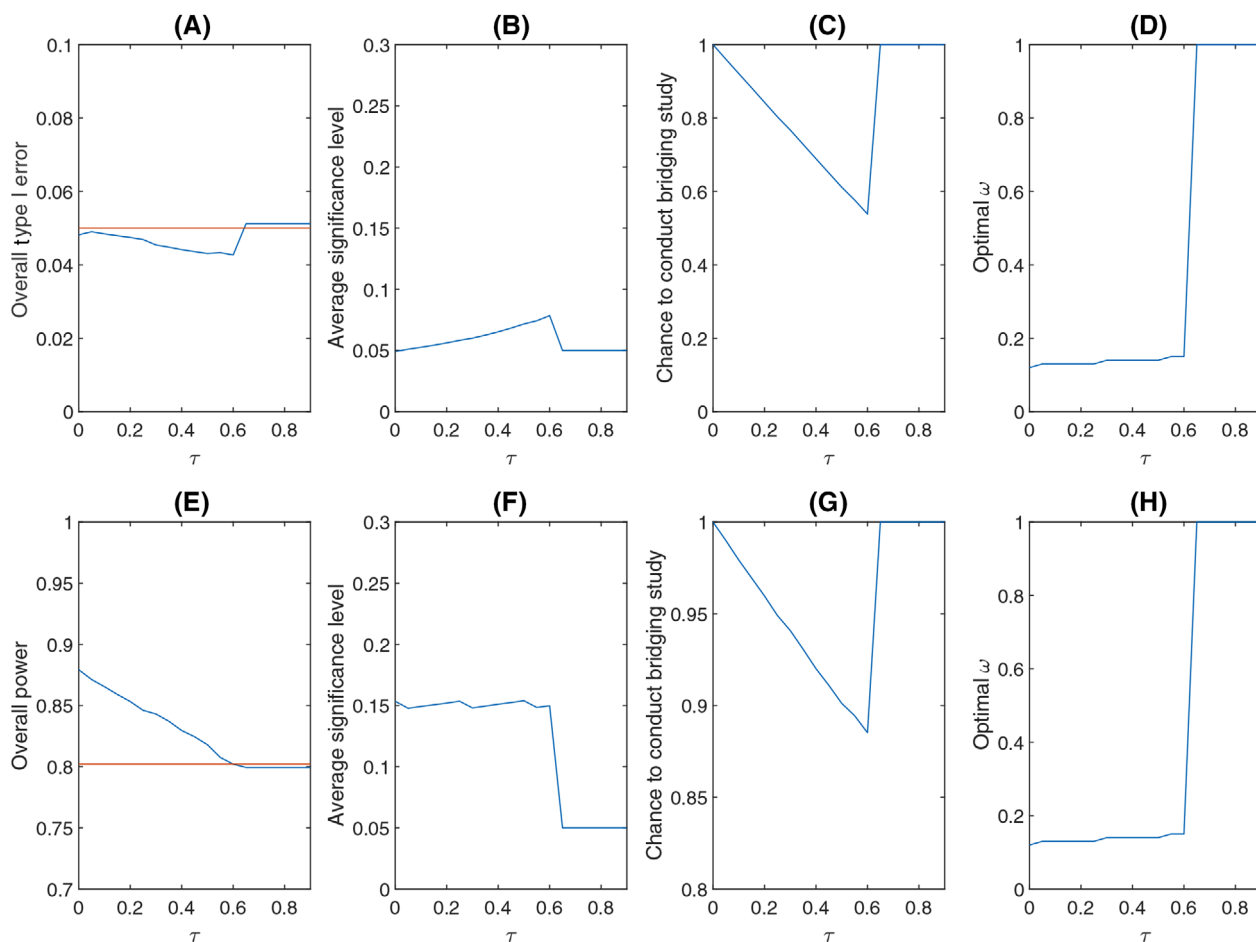 (A)
Overall type I error
0.1
0.08
0.06
0.04
0.02
0
0 0.2 0.4 0.6 0.8
τ
(B)
Average significance level
0.3
0.25
0.2
0.15
0.1
0.05
0
0 0.2 0.4 0.6 0.8
τ
(C)
Chance to conduct bridging study
1
0.8
0.6
0.4
0.2
0
0 0.2 0.4 0.6 0.8
τ
(D)
Optimal ω
1
0.8
0.6
0.4
0.2
0
0 0.2 0.4 0.6 0.8
τ
(E)
Overall power
1
0.95
0.9
0.85
0.8
0.75
0.7
0 0.2 0.4 0.6 0.8
τ
(F)
Average significance level
0.3
0.25
0.2
0.15
0.1
0.05
0
0 0.2 0.4 0.6 0.8
τ
(G)
Chance to conduct bridging study
1
0.95
0.9
0.85
0.8
0 0.2 0.4 0.6 0.8
τ
(H)
Optimal ω
1
0.8
0.6
0.4
0.2
0
0 0.2 0.4 0.6 0.8
τ